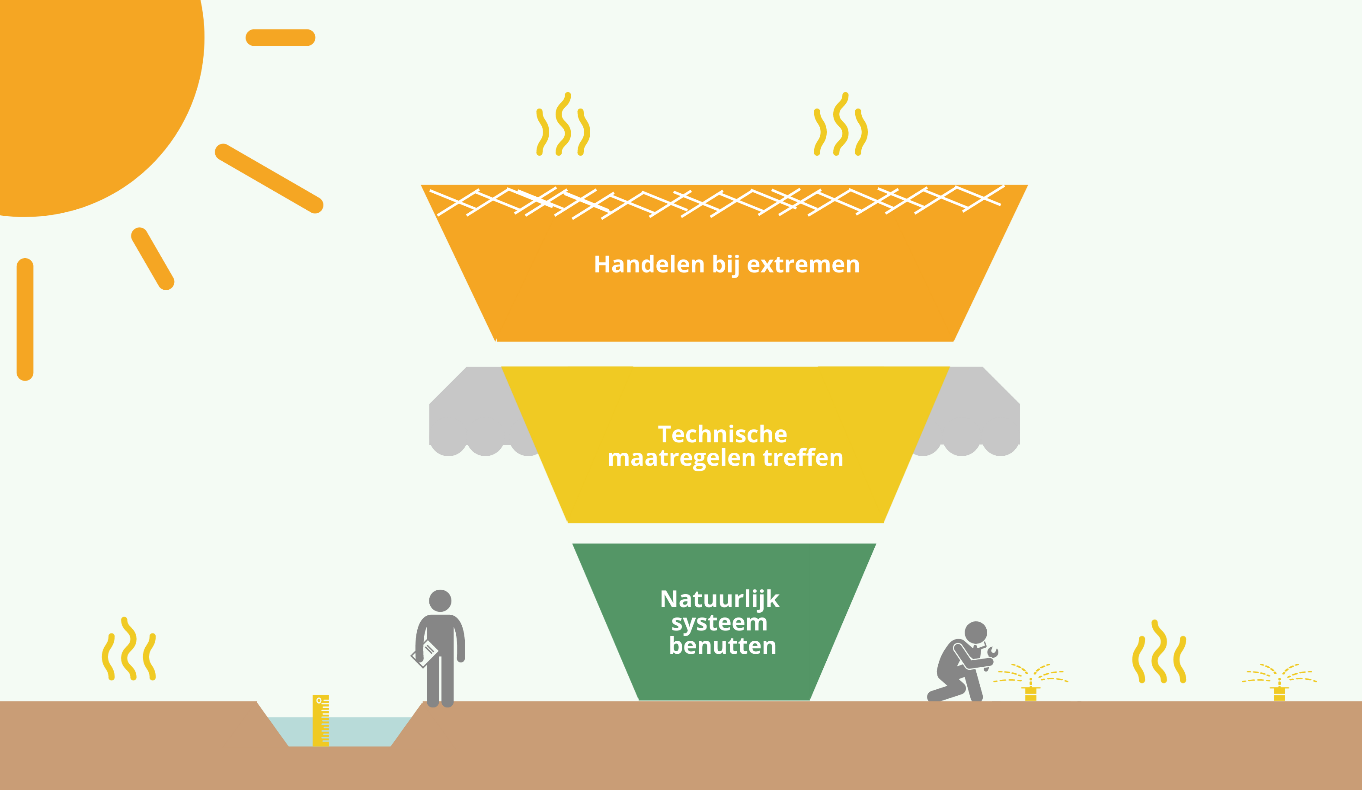 Handelen bij extremen
Technische
maatregelen treffen
Natuurlijk
systeem
benutten